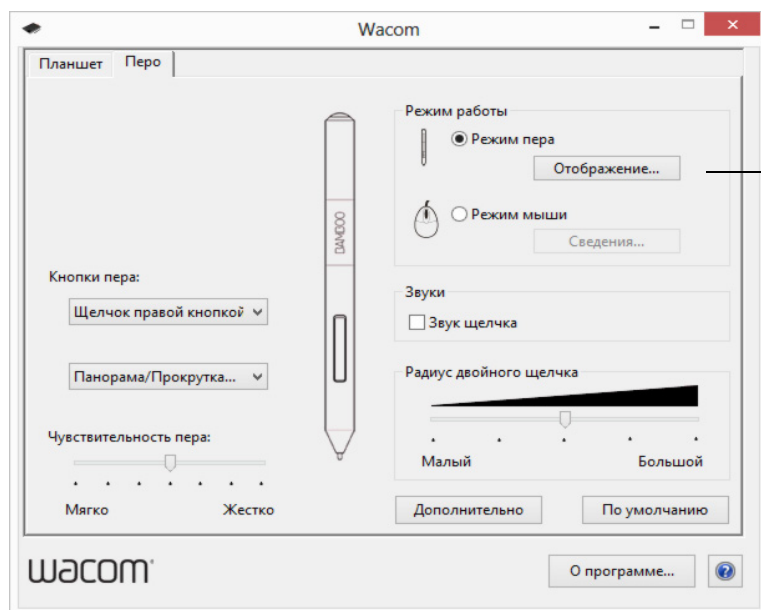 Wacom
Планшет
Перо
Режим работы
Режим пера
Отображение...
Режим мыши
Сведения...
BAMBOO
Кнопки пера:
Щелчок правой кнопкой
Панорама/Прокрутка...
Звуки
Звук щелчка
Радиус двойного щелчка
Малый
Большой
Чувствительность пера:
Мягко
Жестко
Дополнительно
По умолчанию
wacom
О программе...
?